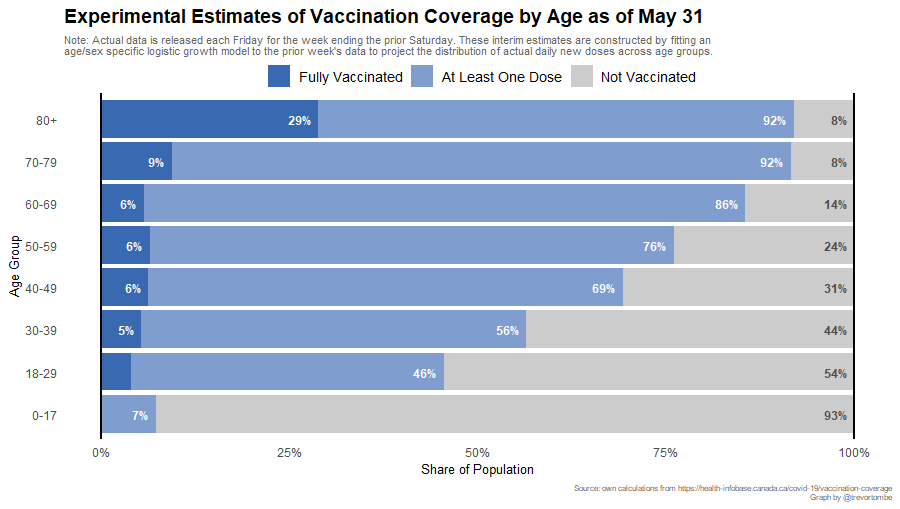 Experimental Estimates of Vaccination Coverage by Age as of May 31
Note: Actual data is released each Friday for the week ending the prior Saturday. These interim estimates are constructed by fitting an
age/sex specific logistic growth model to the prior week's data to project the distribution of actual daily new doses across age groups.
Fully Vaccinated At Least One Dose Not Vaccinated
80+ 29% 92% 8%
70-79 9% 92% 8%
60-69 6% 86% 14%
50-59 6% 76% 24%
40-49 6% 69% 31%
30-39 5% 56% 44%
18-29 46% 54%
0-17 7% 93%
Age Group
0% 25% 50% 75% 100%
Share of Population
Source: own calculations from https://health-infobase.canada.ca/covid-19/vaccination-coverage
Graph by @trevortombe